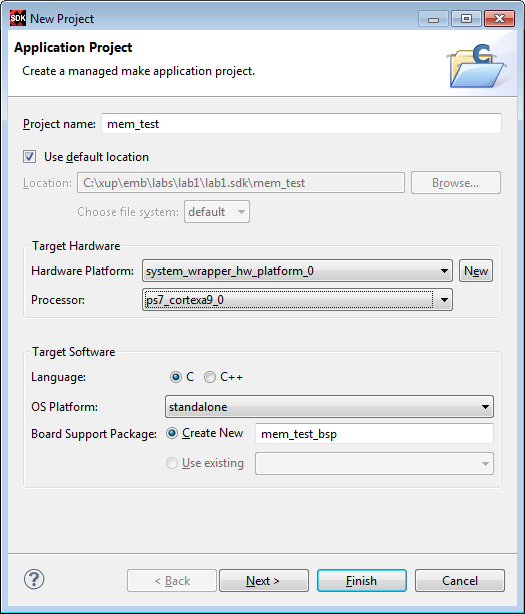 SDK New Project
Application Project
Create a managed make application project.
C
Project name: mem_test
Use default location
Location: C:\xup\emb\labs\lab1\lab1.sdk\mem_test Browse...
Choose file system: default
Target Hardware
Hardware Platform: system_wrapper_hw_platform_0 New
Processor: ps7_cortexa9_0
Target Software
Language: C C++
OS Platform: standalone
Board Support Package: Create New mem_test_bsp
Use existing
? < Back Next > Finish Cancel